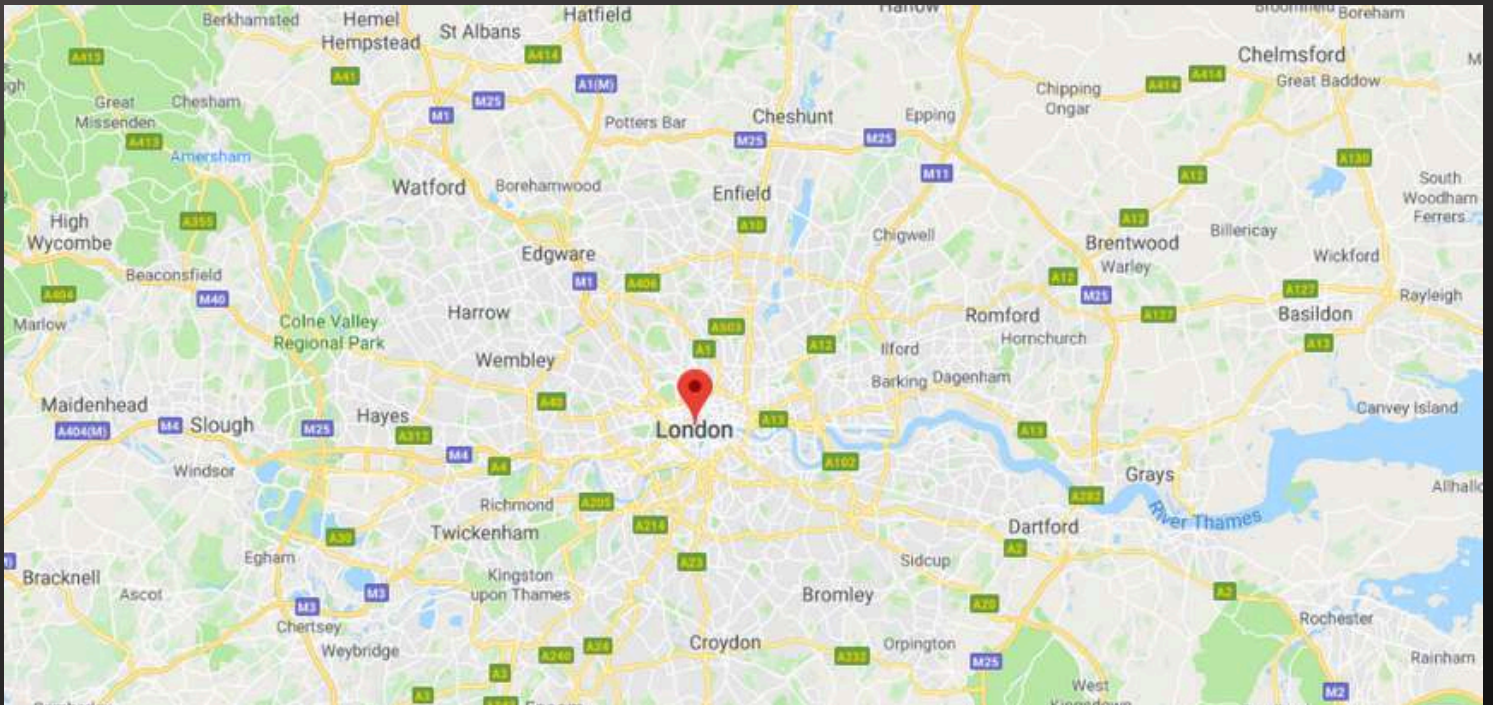 Berkhamsted
Hemel
Hempstead
St Albans
Hatfield
Boreham
A413
A41
A414
A1(M)
Chelmsford
Great Baddow
A414
A414
Chipping
Ongar
Great
Missenden
Chesham
M1
M25
Potters Bar
Cheshunt
Epping
M25
M25
A413
Amersham
M11
A130
A12
Watford
Borehamwood
Enfield
South
Woodham
Ferrers
High
Wycombe
A355
A10
Chigwell
A12
Brentwood
Warley
Billericay
Wickford
Edgware
Beaconsfield
M1
A406
A12
M25
A127
Rayleigh
A404
M40
Marlow
Colne Valley
Regional Park
Harrow
A503
Romford
A127
Basildon
Hornchurch
Wembley
A1
A12
Ilford
A13
Barking
Dagenham
Maidenhead
A404(M)
M4
Slough
M25
Hayes
A312
A40
London
A13
A13
Canvey Island
Windsor
M4
A4
A102
Grays
Richmond
A205
A282
River Thames
Twickenham
A214
Dartford
A30
Egham
A23
Sidcup
A2
Bracknell
Ascot
Kingston
upon Thames
M3
M3
Bromley
A20
A2
Rochester
Chertsey
Weybridge
A240
A24
Croydon
A232
Orpington
M25
Rainham
A3
A3
West
M2